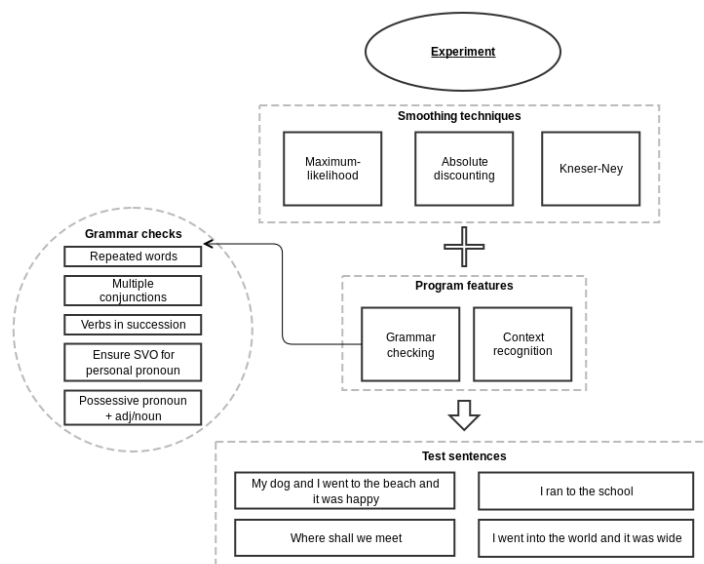 Experiment
Smoothing techniques
Maximum-
likelihood
Absolute
discounting
Kneser-Ney
Grammar checks
Repeated words
Multiple
conjunctions
Verbs in succession
Ensure SVO for
personal pronoun
Possessive pronoun
+ adj/noun
Program features
Grammar
checking
Context
recognition
Test sentences
My dog and I went to the beach and
it was happy
I ran to the school
Where shall we meet
I went into the world and it was wide